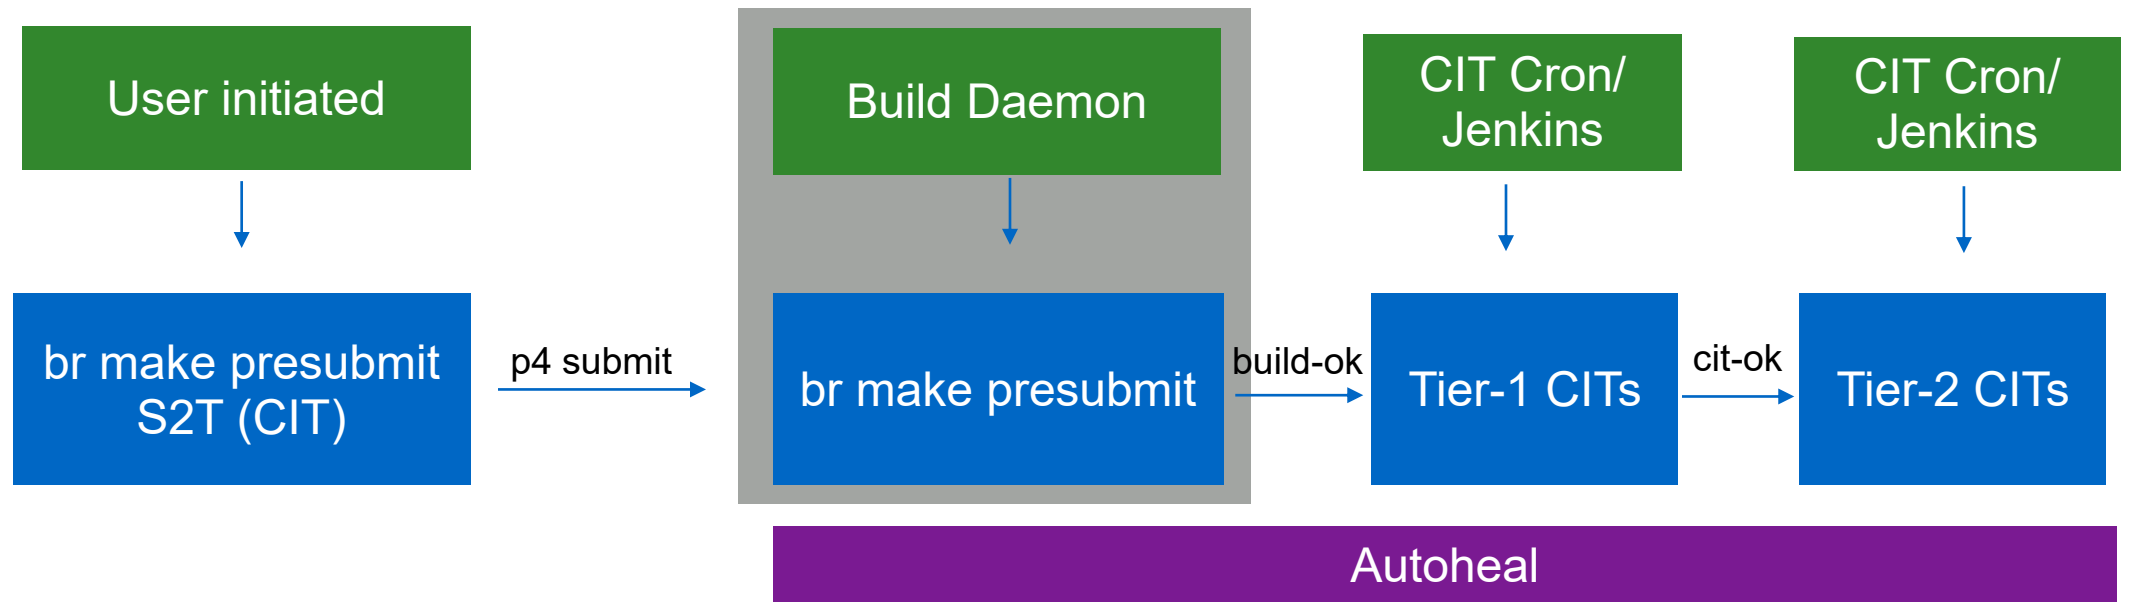 User initiated
Build Daemon
CIT Cron/
Jenkins
CIT Cron/
Jenkins
br make presubmit
S2T (CIT)
p4 submit
br make presubmit
build-ok
Tier-1 CITs
cit-ok
Tier-2 CITs
Autoheal